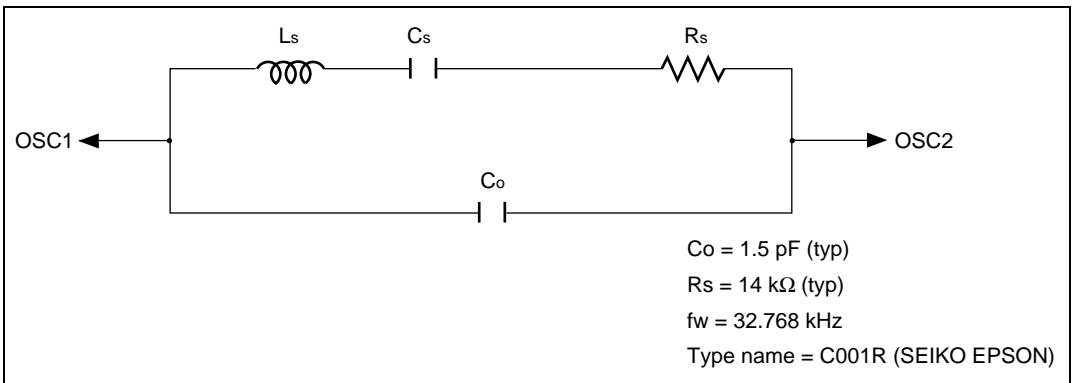 Ls Cs Rs
OSC1 OSC2
Co
Co = 1.5 pF (typ)
Rs = 14 kΩ (typ)
fw = 32.768 kHz
Type name = C001R (SEIKO EPSON)